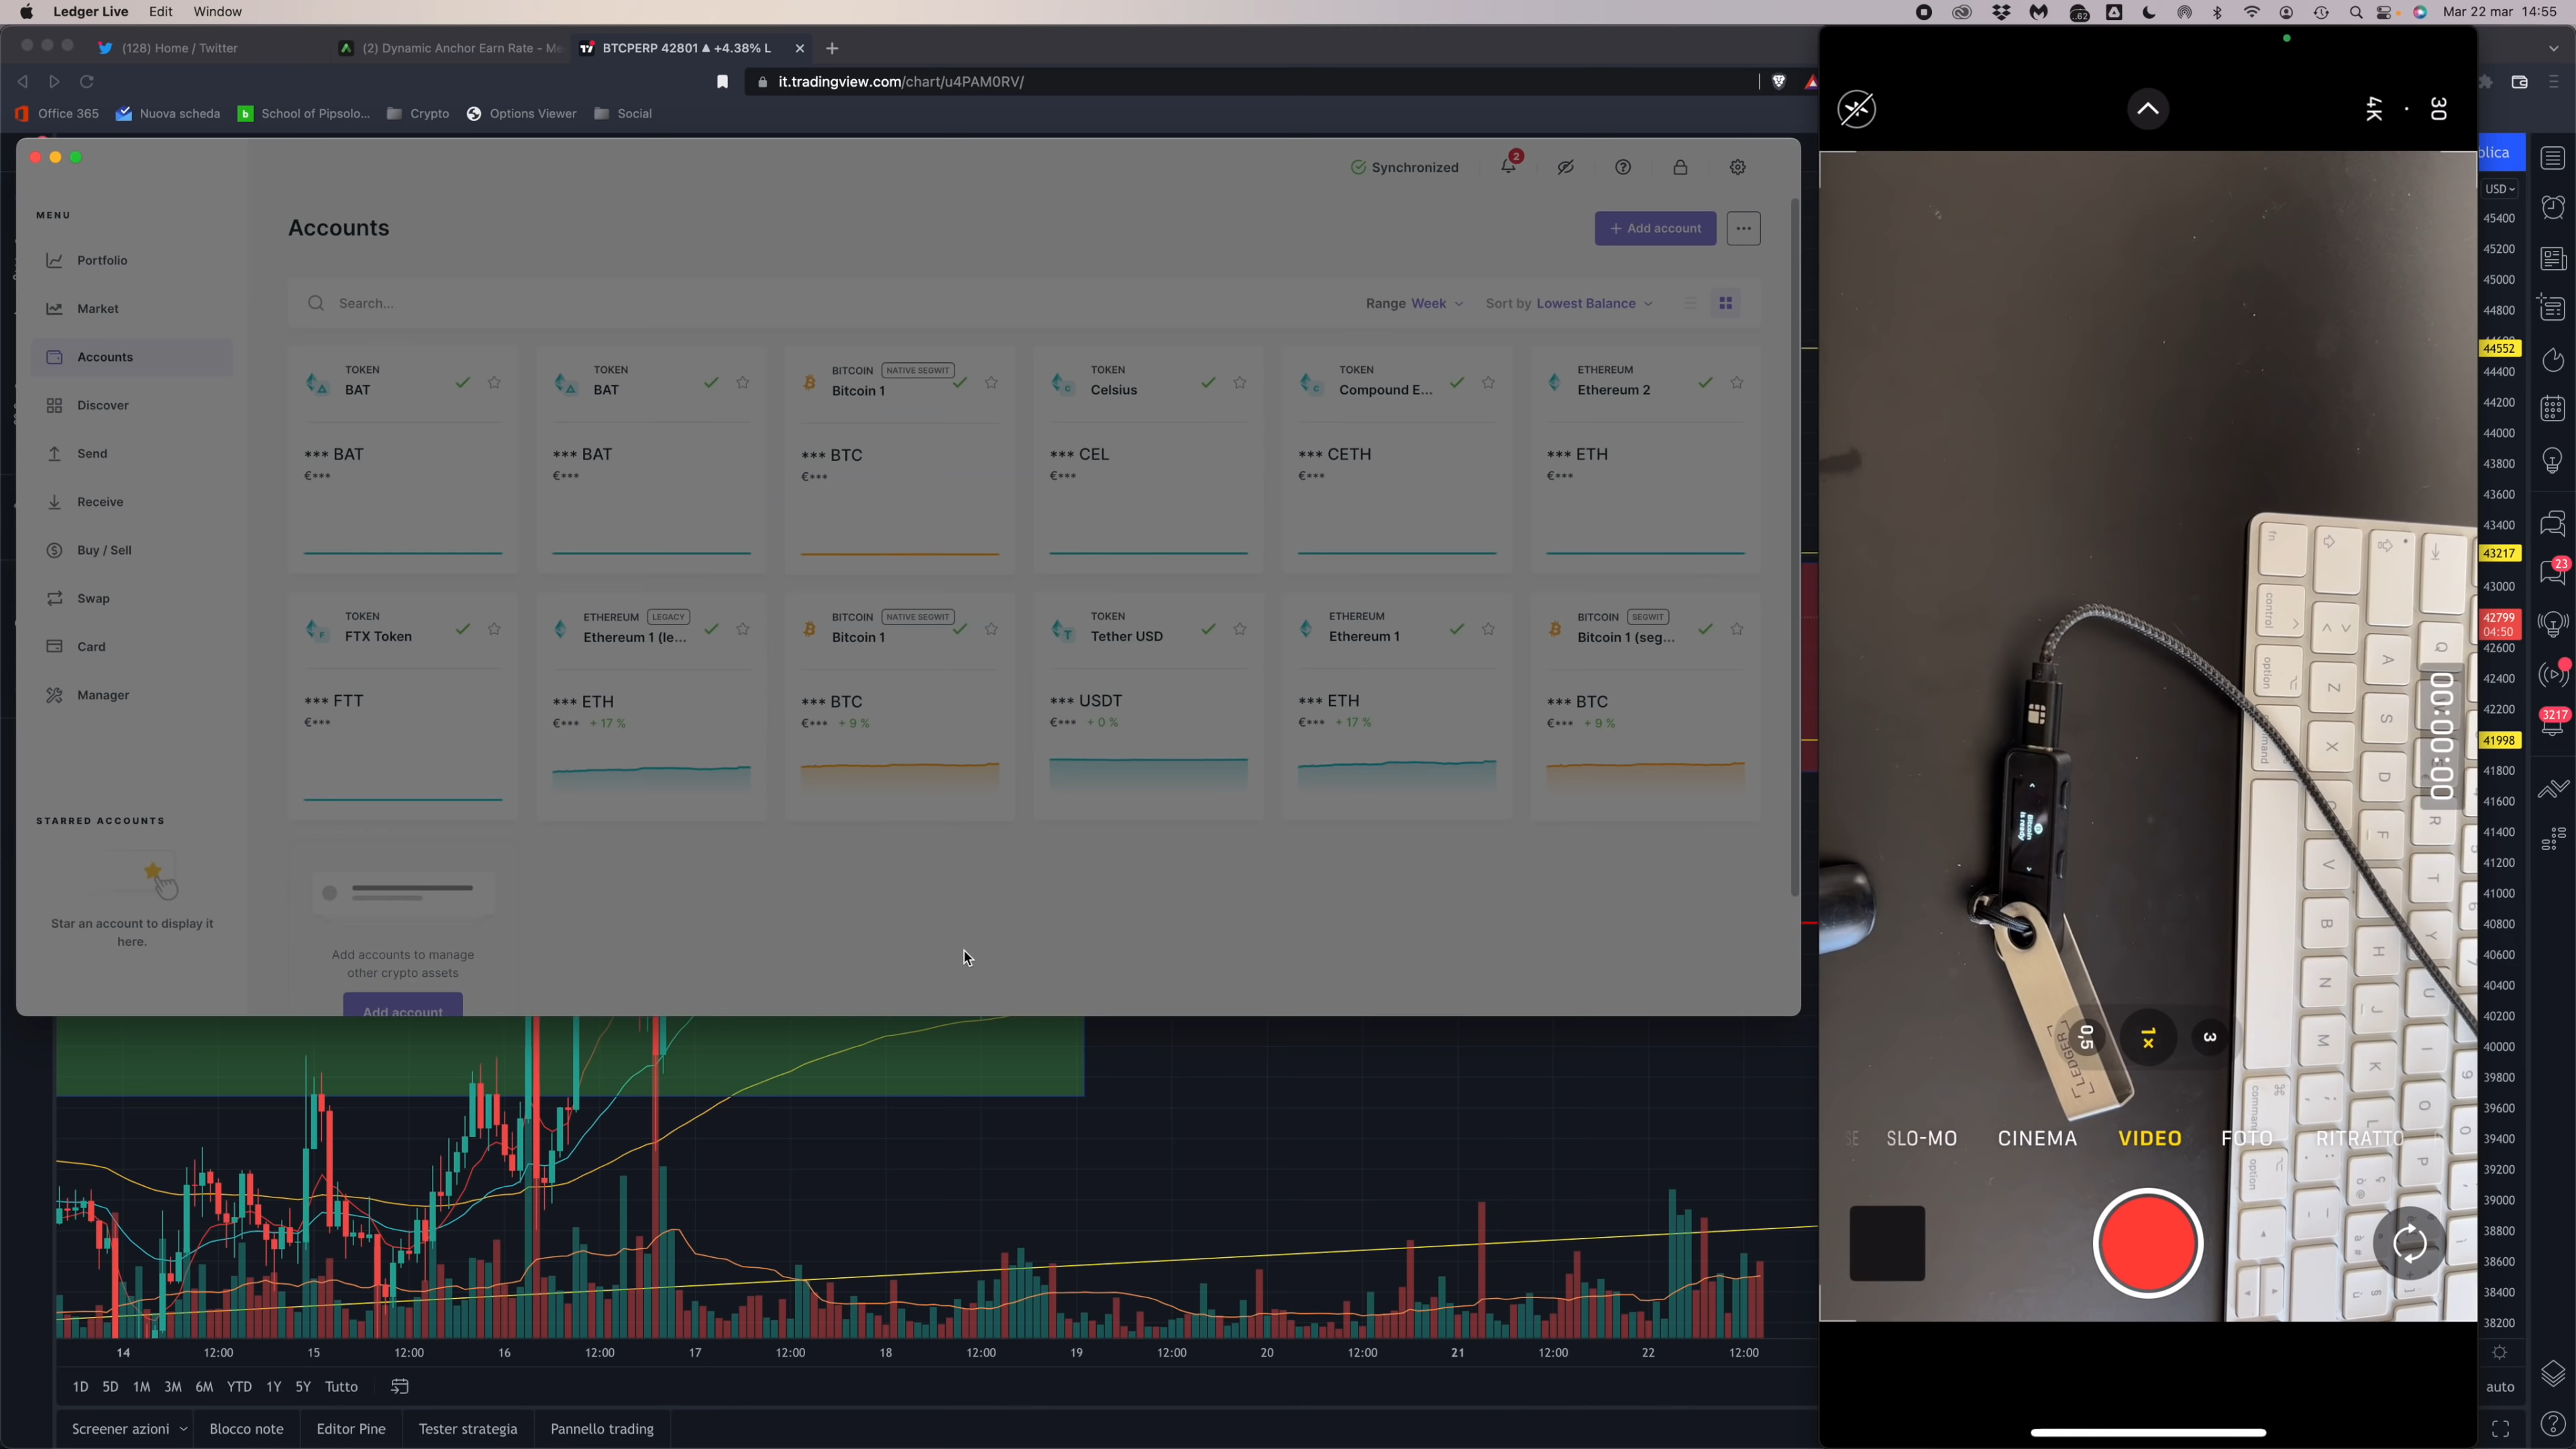 Ledger Live Edit Window
Mar 22 mar 14:55
(128) Home / Twitter
(2) Dynamic Anchor Earn Rate - Me
BTCPERP 42801 ▲ +4.38% L
it.tradingview.com/chart/u4PAM0RV/
Office 365
Nuova scheda
School of Pipsolo...
Crypto
Options Viewer
Social
Synchronized
2
MENU
Portfolio
Market
Accounts
Discover
Send
Receive
Buy / Sell
Swap
Card
Manager
STARRED ACCOUNTS
Star an account to display it
here.
Accounts
+ Add account
Search...
Range Week
Sort by Lowest Balance
TOKEN
BAT
*** BAT
€***
TOKEN
BAT
*** BAT
€***
BITCOIN NATIVE SEGWIT
Bitcoin 1
*** BTC
€***
TOKEN
Celsius
*** CEL
€***
TOKEN
Compound E...
*** CETH
€***
ETHEREUM
Ethereum 2
*** ETH
€***
TOKEN
FTX Token
*** FTT
€***
ETHEREUM LEGACY
Ethereum 1 (le...
*** ETH
€*** + 17 %
BITCOIN NATIVE SEGWIT
Bitcoin 1
*** BTC
€*** + 9 %
TOKEN
Tether USD
*** USDT
€*** + 0 %
ETHEREUM
Ethereum 1
*** ETH
€*** + 17 %
BITCOIN SEGWIT
Bitcoin 1 (seg...
*** BTC
€*** + 9 %
Add accounts to manage
other crypto assets
Add account
14 12:00 15 12:00 16 12:00 17 12:00 18 12:00 19 12:00 20 12:00 21 12:00 22 12:00
1D 5D 1M 3M 6M YTD 1Y 5Y Tutto
Screener azioni
Blocco note
Editor Pine
Tester strategia
Pannello trading
4K · 30
00:00:00
Bitcoin
is ready
LEDGER
0,5 1× 3
SLO-MO CINEMA VIDEO FOTO RITRATTO
blica
USD
45400
45200
45000
44800
44552
44400
44200
44000
43800
43600
43400
43217
43000
42799
04:50
42600
42400
42200
41998
41800
41600
41400
41200
41000
40800
40600
40400
40200
40000
39800
39600
39400
39200
39000
38800
38600
38400
38200
auto
23
3217